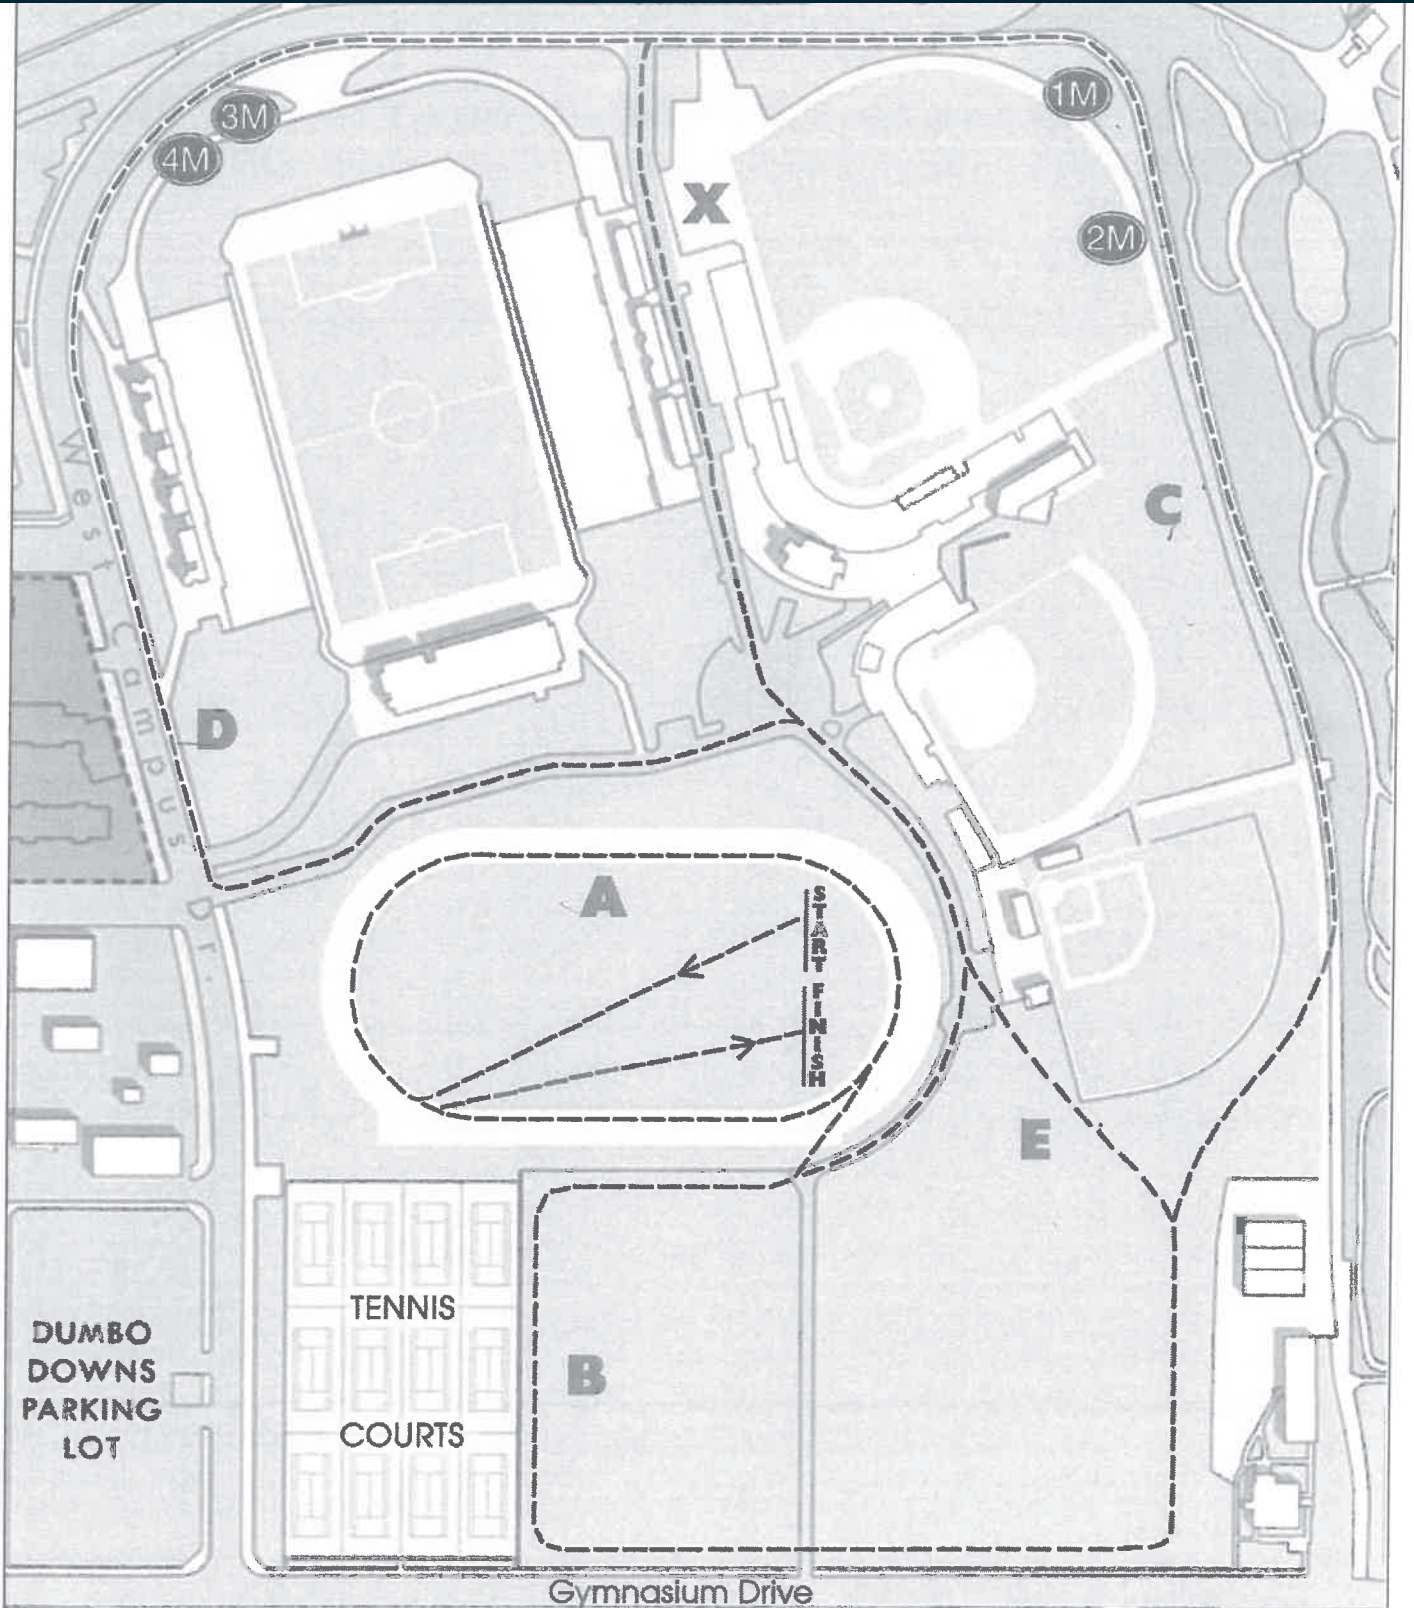 3M
1M
4M
X
2M
C
West Campus Dr.
D
A
START
FINISH
E
TENNIS
COURTS
DUMBO
DOWNS
PARKING
LOT
B
Gymnasium Drive